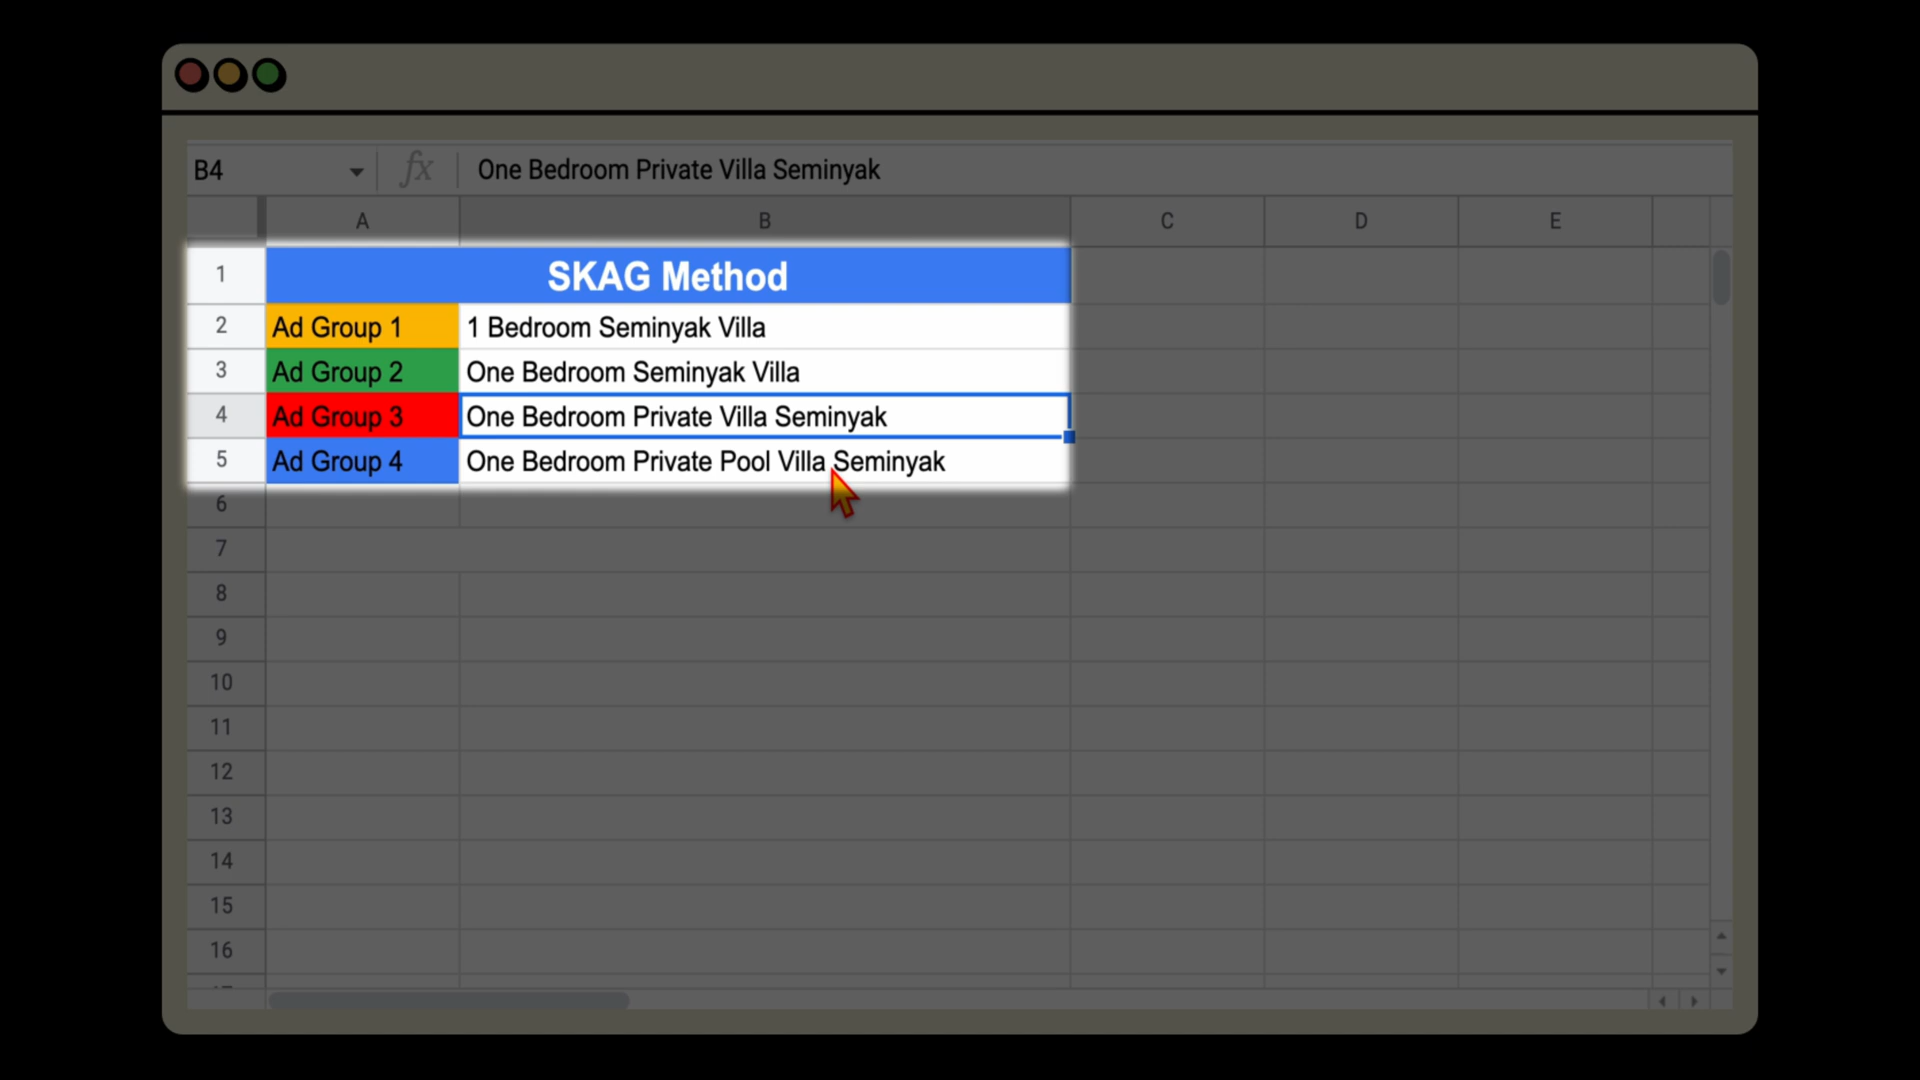 B4 fx One Bedroom Private Villa Seminyak
A B C D E
1 SKAG Method
2 Ad Group 1 1 Bedroom Seminyak Villa
3 Ad Group 2 One Bedroom Seminyak Villa
4 Ad Group 3 One Bedroom Private Villa Seminyak
5 Ad Group 4 One Bedroom Private Pool Villa Seminyak
6
7
8
9
10
11
12
13
14
15
16